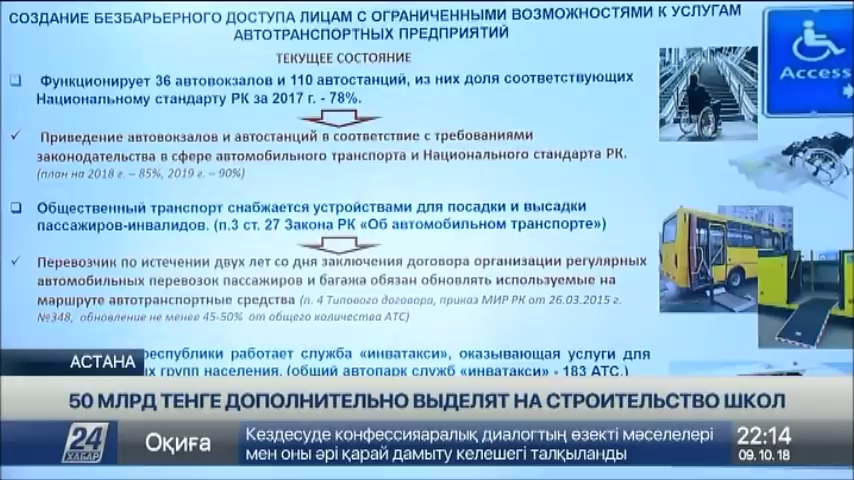 СОЗДАНИЕ БЕЗБАРЬЕРНОГО ДОСТУПА ЛИЦАМ С ОГРАНИЧЕННЫМИ ВОЗМОЖНОСТЯМИ К УСЛУГАМ
АВТОТРАНСПОРТНЫХ ПРЕДПРИЯТИЙ
ТЕКУЩЕЕ СОСТОЯНИЕ
Функционирует 36 автовокзалов и 110 автостанций, из них доля соответствующих
Национальному стандарту РК за 2017 г. - 78%.
Приведение автовокзалов и автостанций в соответствие с требованиями
законодательства в сфере автомобильного транспорта и Национального стандарта РК.
(план на 2018 г. – 85%, 2019 г. – 90%)
Общественный транспорт снабжается устройствами для посадки и высадки
пассажиров-инвалидов. (п.3 ст. 27 Закона РК «Об автомобильном транспорте»)
Перевозчик по истечении двух лет со дня заключения договора организации регулярных
автомобильных перевозок пассажиров и багажа обязан обновлять используемые на
маршруте автотранспортные средства (п. 4 Типового договора, приказ МИР РК от 26.03.2015 г.
№348, обновление не менее 45-50% от общего количества АТС)
республики работает служба «инватакси», оказывающая услуги для
групп населения. (общий автопарк служб «инватакси» - 183 АТС.)
Access
АСТАНА
50 МЛРД ТЕНГЕ ДОПОЛНИТЕЛЬНО ВЫДЕЛЯТ НА СТРОИТЕЛЬСТВО ШКОЛ
24
ХАБАР
Оқиға
Кездесуде конфессияаралық диалогтың өзекті мәселелері
мен оны әрі қарай дамыту келешегі талқыланды
22:14
09.10.18